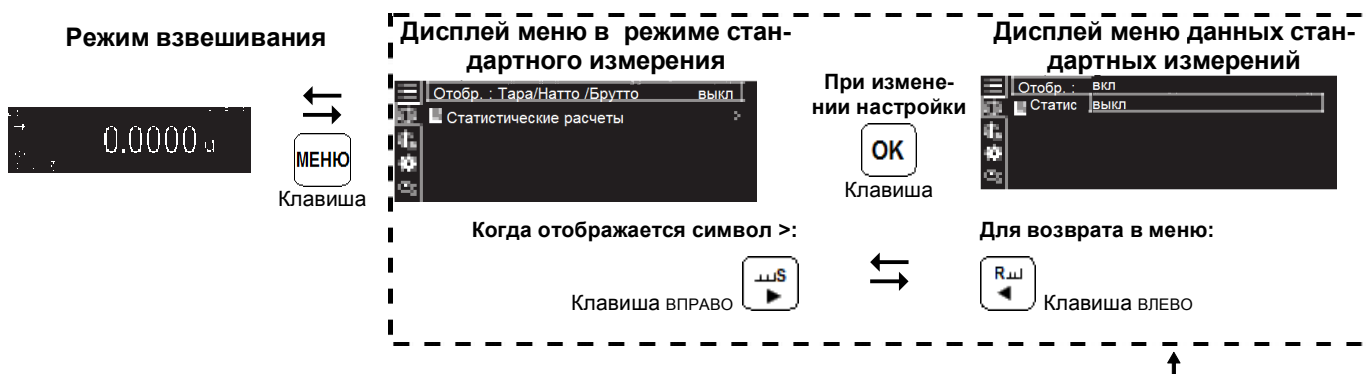 Режим взвешивания
0.0000
МЕНЮ
Клавиша
Дисплей меню в режиме стан-
дартного измерения
Отобр. : Тара/Натто /Брутто выкл
Статистические расчеты >
При измене-
нии настройки
OK
Клавиша
Дисплей меню данных стан-
дартных измерений
Отобр. : вкл
Статис выкл
Когда отображается символ >:
Клавиша ВПРАВО
S
Для возврата в меню:
R
Клавиша ВЛЕВО